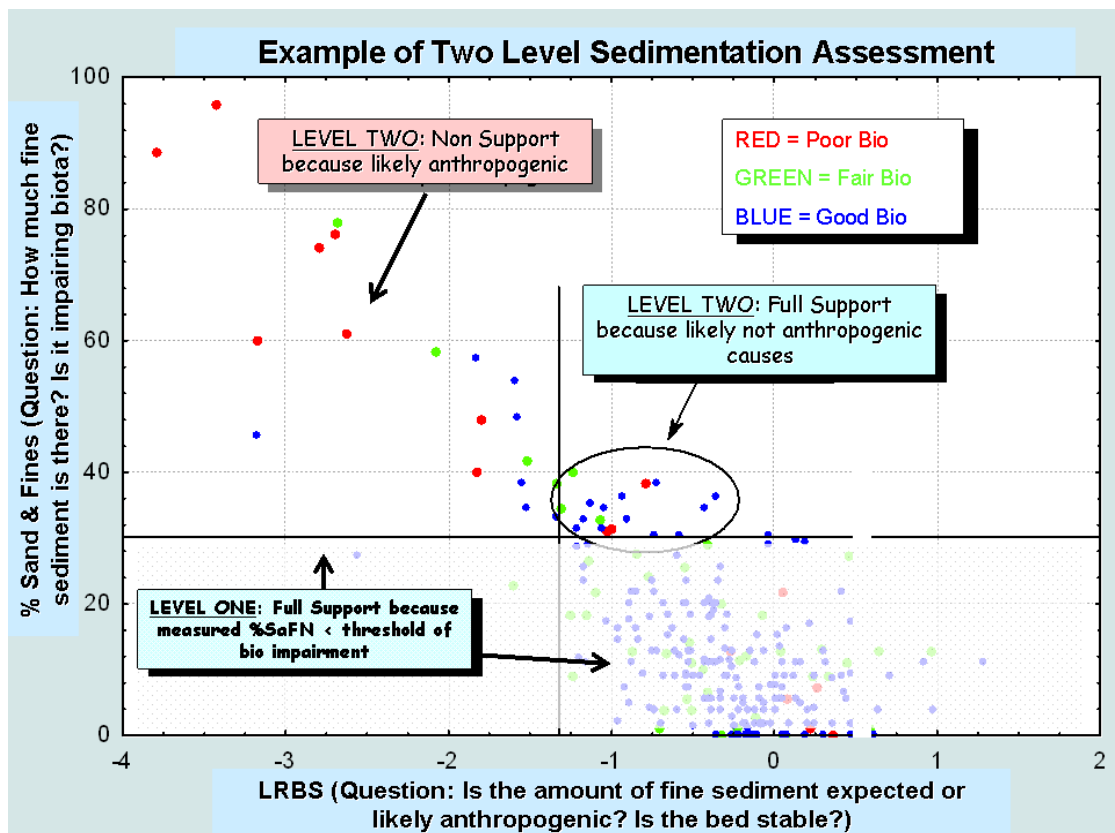 Example of Two Level Sedimentation Assessment
% Sand & Fines (Question: How much fine
sediment is there? Is it impairing biota?)
100
80
60
40
20
0
LEVEL TWO: Non Support
because likely anthropogenic
RED = Poor Bio
GREEN = Fair Bio
BLUE = Good Bio
LEVEL TWO: Full Support
because likely not anthropogenic
causes
LEVEL ONE: Full Support because
measured %SaFN < threshold of
bio impairment
-4
-3
-2
-1
0
1
2
LRBS (Question: Is the amount of fine sediment expected or
likely anthropogenic? Is the bed stable?)